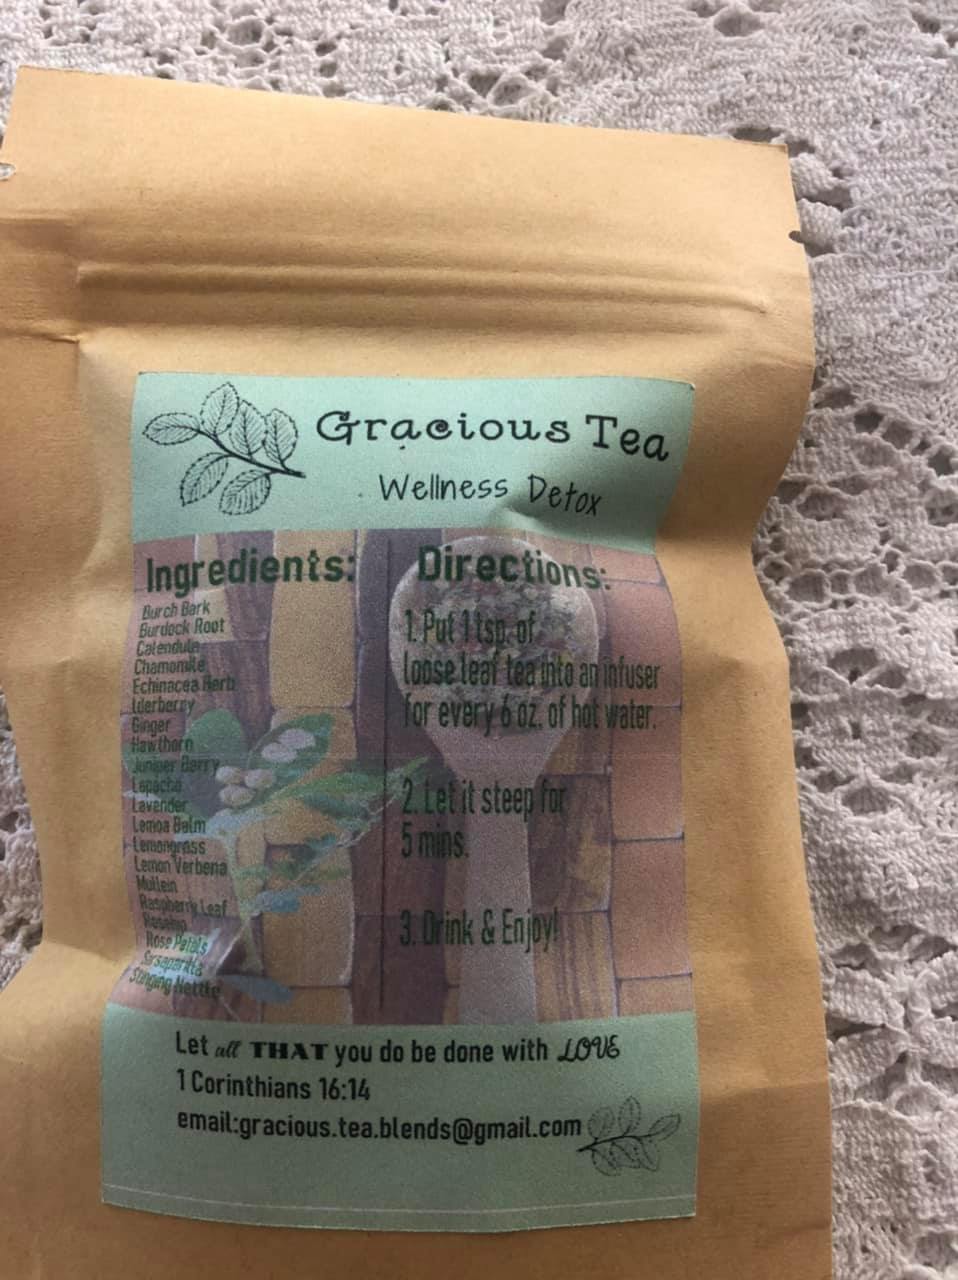 Gracious Tea
Wellness Detox
Ingredients:
Burch Bark
Burdock Root
Calendula
Chamomile
Echinacea Herb
Lderberry
Ginger
Hawthorn
Juniper Berry
Lapacho
Lavender
Lemoa Balm
Lemongrass
Lemon Verbena
Mullein
Raspberry Leaf
Rosehip
Rose Petals
Sarsaparilla
Stinging Nettle
Directions:
1. Put 1 tsp. of
loose leaf tea into an infuser
for every 6 oz. of hot water.
2. Let it steep for
5 mins.
3. Drink & Enjoy!
Let all THAT you do be done with LOVE
1 Corinthians 16:14
email:gracious.tea.blends@gmail.com